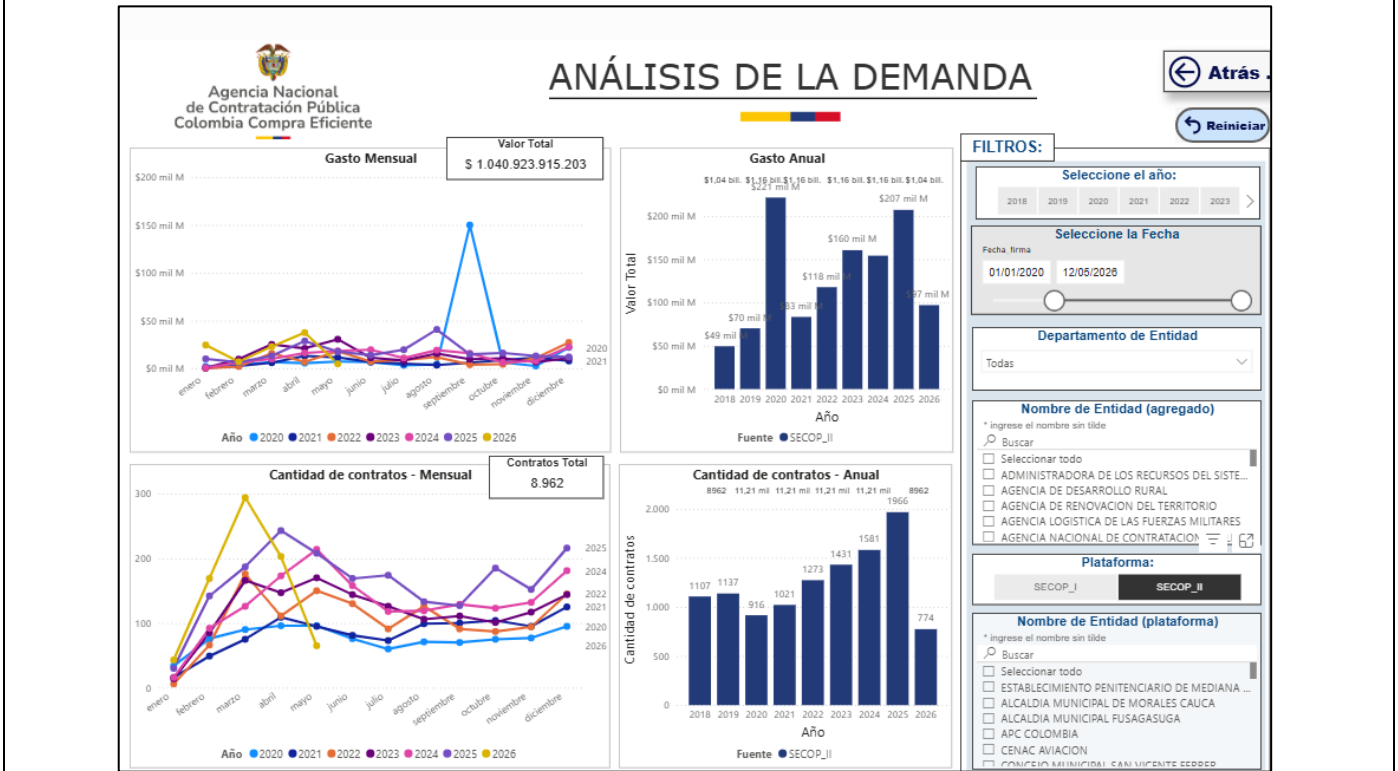 Agencia Nacional
de Contratación Pública
Colombia Compra Eficiente
ANÁLISIS DE LA DEMANDA
Atrás .
Reiniciar
Gasto Mensual
Valor Total
$ 1.040.923.915.203
$200 mil M
$150 mil M
$100 mil M
$50 mil M
$0 mil M
2020
2021
enero
febrero
marzo
abril
mayo
junio
julio
agosto
septiembre
octubre
noviembre
diciembre
Año 2020 2021 2022 2023 2024 2025 2026
Gasto Anual
$1,04 bill. $1,16 bill. $1,16 bill. $1,16 bill. $1,16 bill. $1,04 bill.
Valor Total
$200 mil M
$150 mil M
$100 mil M
$50 mil M
$0 mil M
$49 mil M
$70 mil M
$221 mil M
$83 mil M
$118 mil M
$160 mil M
$207 mil M
$97 mil M
2018 2019 2020 2021 2022 2023 2024 2025 2026
Año
Fuente SECOP_II
Cantidad de contratos - Mensual
Contratos Total
8.962
300
200
100
0
2025
2024
2022
2021
2020
2026
enero
febrero
marzo
abril
mayo
junio
julio
agosto
septiembre
octubre
noviembre
diciembre
Año 2020 2021 2022 2023 2024 2025 2026
Cantidad de contratos - Anual
8962 11,21 mil 11,21 mil 11,21 mil 11,21 mil 8962
Cantidad de contratos
2.000
1.500
1.000
500
0
1107
1137
916
1021
1273
1431
1581
1966
774
2018 2019 2020 2021 2022 2023 2024 2025 2026
Año
Fuente SECOP_II
FILTROS:
Seleccione el año:
2018 2019 2020 2021 2022 2023
Seleccione la Fecha
Fecha_firma
01/01/2020 12/05/2026
Departamento de Entidad
Todas
Nombre de Entidad (agregado)
* ingrese el nombre sin tilde
Buscar
Seleccionar todo
ADMINISTRADORA DE LOS RECURSOS DEL SISTE...
AGENCIA DE DESARROLLO RURAL
AGENCIA DE RENOVACION DEL TERRITORIO
AGENCIA LOGISTICA DE LAS FUERZAS MILITARES
AGENCIA NACIONAL DE CONTRATACION
Plataforma:
SECOP_I SECOP_II
Nombre de Entidad (plataforma)
* ingrese el nombre sin tilde
Buscar
Seleccionar todo
ESTABLECIMIENTO PENITENCIARIO DE MEDIANA ...
ALCALDIA MUNICIPAL DE MORALES CAUCA
ALCALDIA MUNICIPAL FUSAGASUGA
APC COLOMBIA
CENAC AVIACION
CONCEJO MUNICIPAL SAN VICENTE FERRER